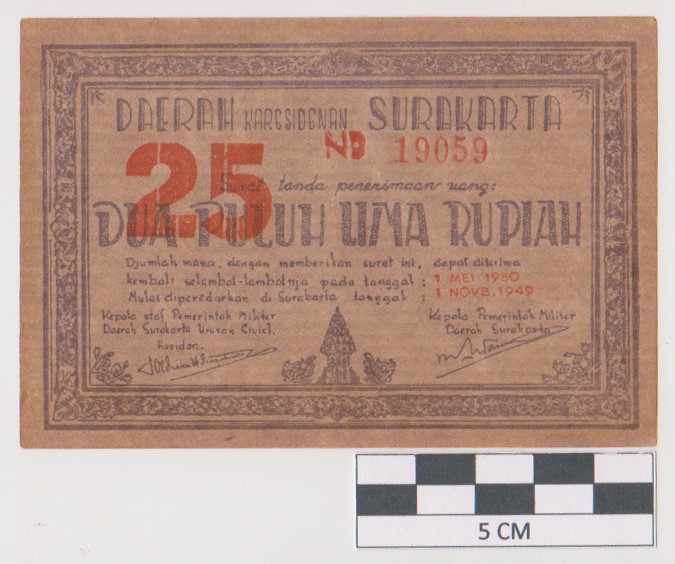 DAERAH KARESIDENAN SURAKARTA
25 No 19059
Surat tanda penerimaan uang:
DUA PULUH LIMA RUPIAH
Djumlah mana, dengan memberikan surat ini, dapat diterima
kembali selambat-lambatnja pada tanggal : 1 MEI 1950
Mulai diperedarkan di Surakarta tanggal : 1 NOVB. 1949
Kepala staf Pemerintah Militer
Daerah Surakarta Urusan Civiel.
Residen.
Kepala Pemerintah Militer
Daerah Surakarta
5 CM